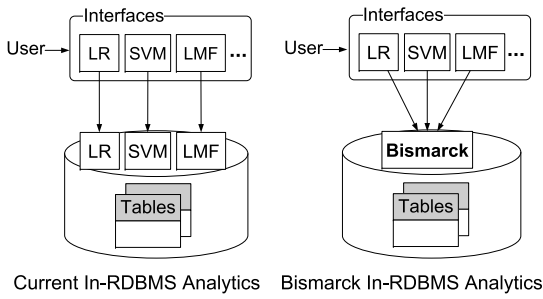 Interfaces
User
LR SVM LMF ...
LR SVM LMF
Tables
Current In-RDBMS Analytics
Interfaces
User
LR SVM LMF ...
Bismarck
Tables
Bismarck In-RDBMS Analytics